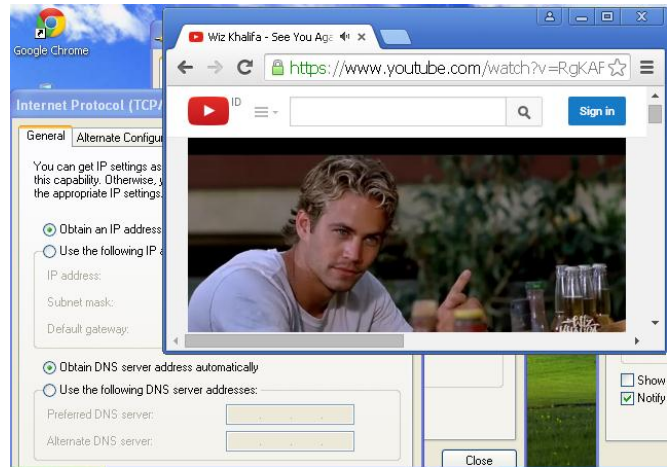 Google Chrome
Wiz Khalifa - See You Aga
https://www.youtube.com/watch?v=RgKAF
ID
Sign in
Internet Protocol (TCP/
General
Alternate Configur
You can get IP settings as
this capability. Otherwise, y
the appropriate IP settings.
Obtain an IP address
Use the following IP a
IP address:
Subnet mask:
Default gateway:
Obtain DNS server address automatically
Use the following DNS server addresses:
Preferred DNS server:
Alternate DNS server:
Show
Notify
Close